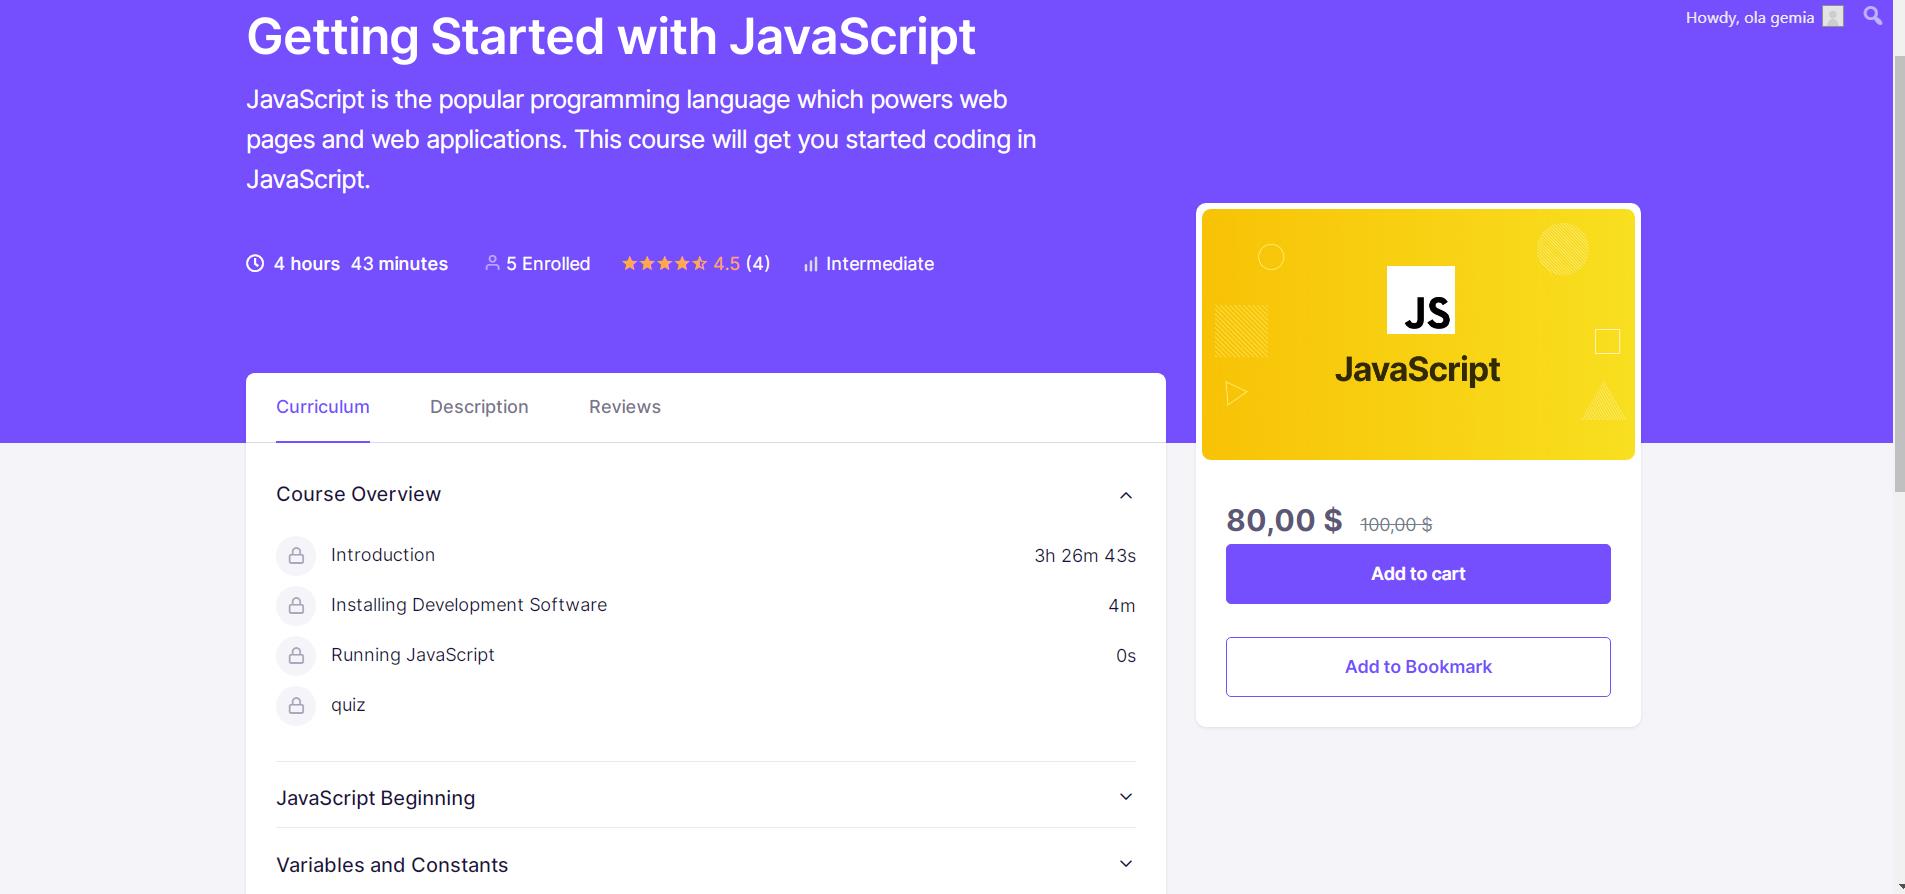 Howdy, ola gemia
Getting Started with JavaScript
JavaScript is the popular programming language which powers web
pages and web applications. This course will get you started coding in
JavaScript.
4 hours 43 minutes 5 Enrolled 4.5 (4) Intermediate
JS
JavaScript
Curriculum Description Reviews
Course Overview
Introduction 3h 26m 43s
Installing Development Software 4m
Running JavaScript 0s
quiz
JavaScript Beginning
Variables and Constants
80,00 $ 100,00 $
Add to cart
Add to Bookmark